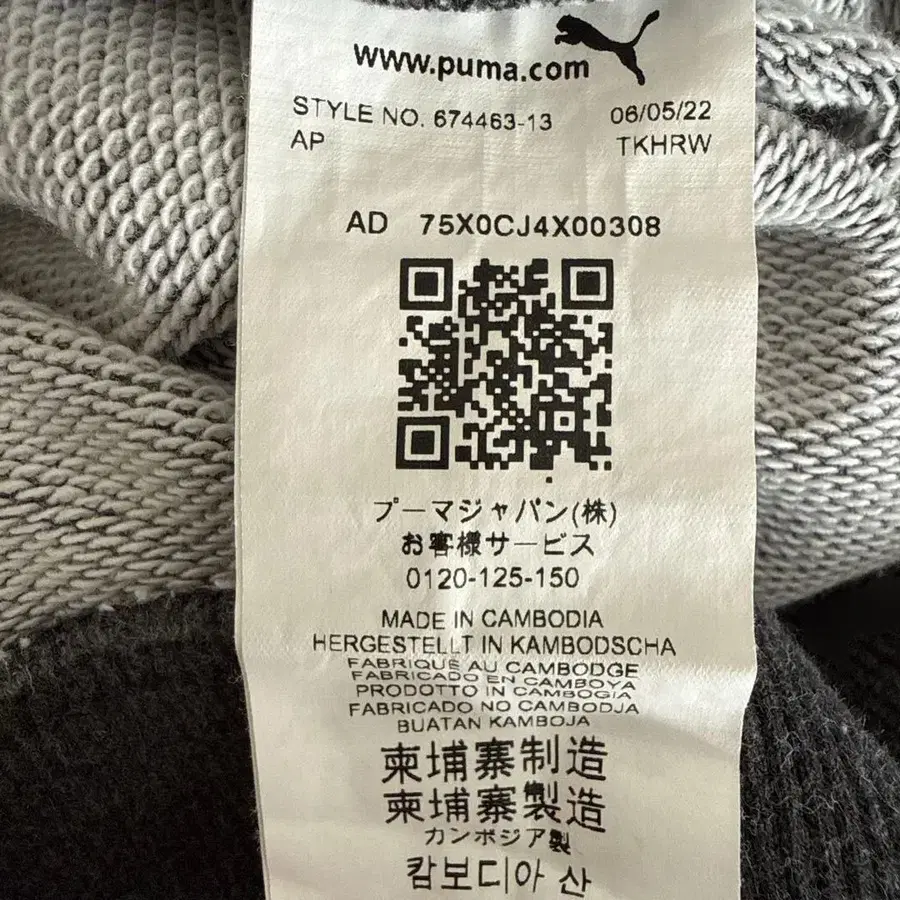 www.puma.com
STYLE NO. 674463-13 06/05/22
AP TKHRW
AD 75X0CJ4X00308
プーマジャパン(株)
お客様サービス
0120-125-150
MADE IN CAMBODIA
HERGESTELLT IN KAMBODSCHA
FABRIQUÉ AU CAMBODGE
FABRICADO EN CAMBOYA
PRODOTTO IN CAMBOGIA
FABRICADO NO CAMBODJA
BUATAN KAMBOJA
柬埔寨制造
柬埔寨製造
カンボジア製
캄보디아 산